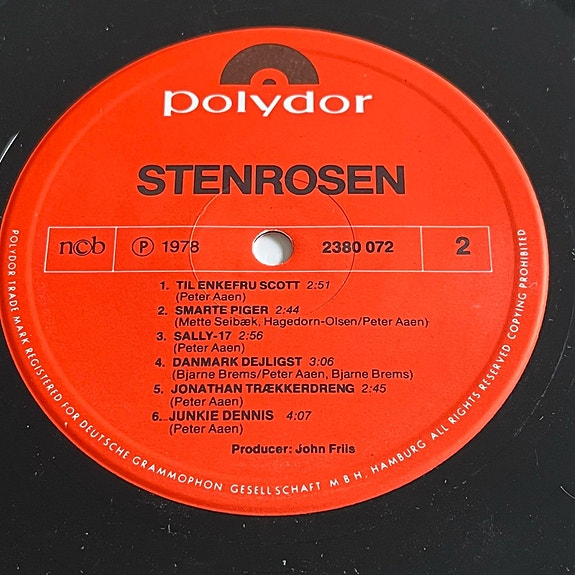 polydor
STENROSEN
ncb
Ⓟ 1978
2380 072
2
1. TIL ENKEFRU SCOTT 2:51
(Peter Aaen)
2. SMARTE PIGER 2:44
(Mette Seibæk, Hagedorn-Olsen/Peter Aaen)
3. SALLY-17 2:56
(Peter Aaen)
4. DANMARK DEJLIGST 3:06
(Bjarne Brems/Peter Aaen, Bjarne Brems)
5. JONATHAN TRÆKKERDRENG 2:45
(Peter Aaen)
6. JUNKIE DENNIS 4:07
(Peter Aaen)
Producer: John Friis
POLYDOR TRADE MARK REGISTERED FOR DEUTSCHE GRAMMOPHON GESELLSCHAFT M B H, HAMBURG ALL RIGHTS RESERVED COPYING PROHIBITED